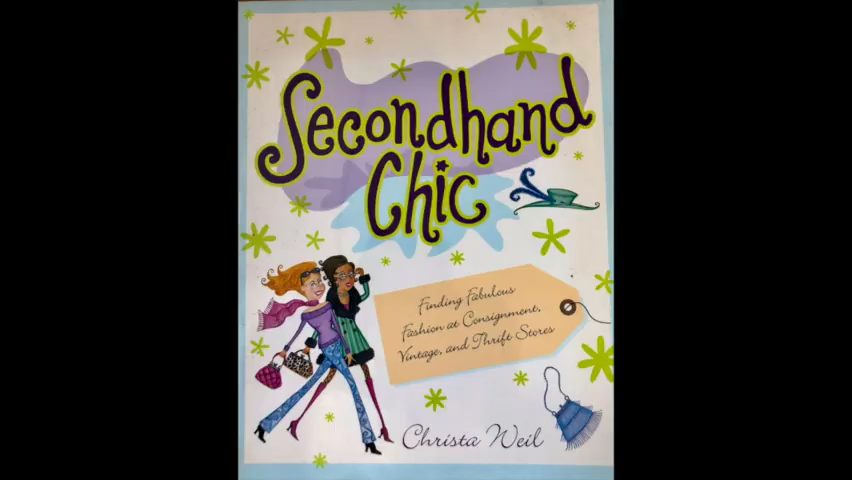 Secondhand
Chic
Finding Fabulous
Fashion at Consignment,
Vintage, and Thrift Stores
Christa Weil